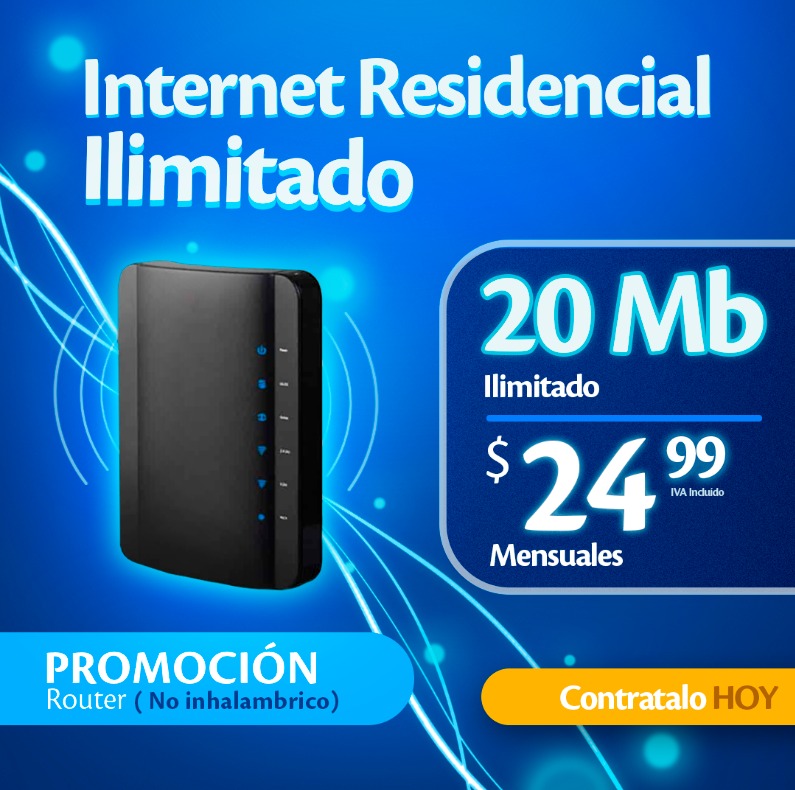 Internet Residencial
Ilimitado
20 Mb
Ilimitado
$ 24 99
IVA Incluido
Mensuales
PROMOCIÓN
Router ( No inhalambrico)
Contratalo HOY